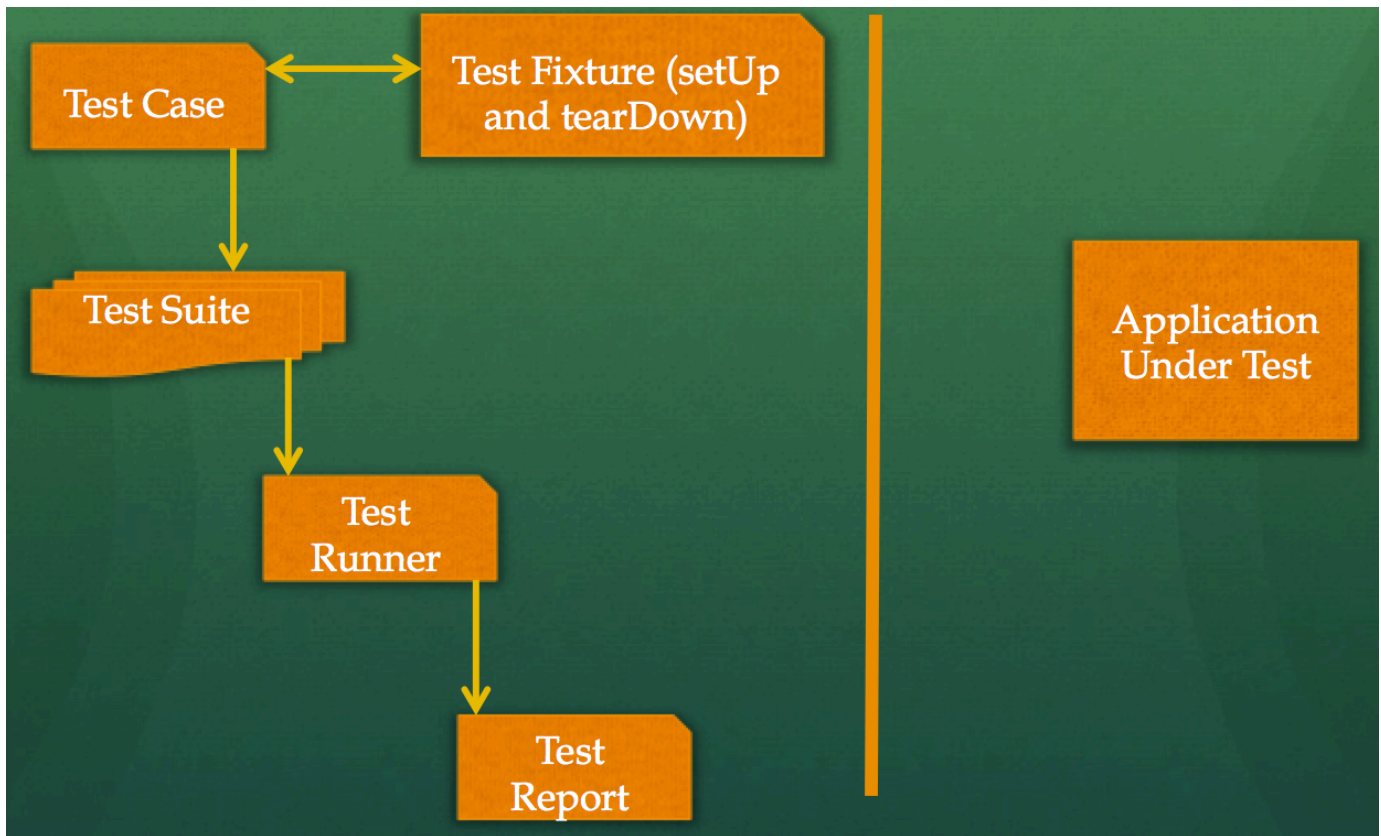 Test Case
Test Fixture (setUp
and tearDown)
Test Suite
Application
Under Test
Test
Runner
Test
Report